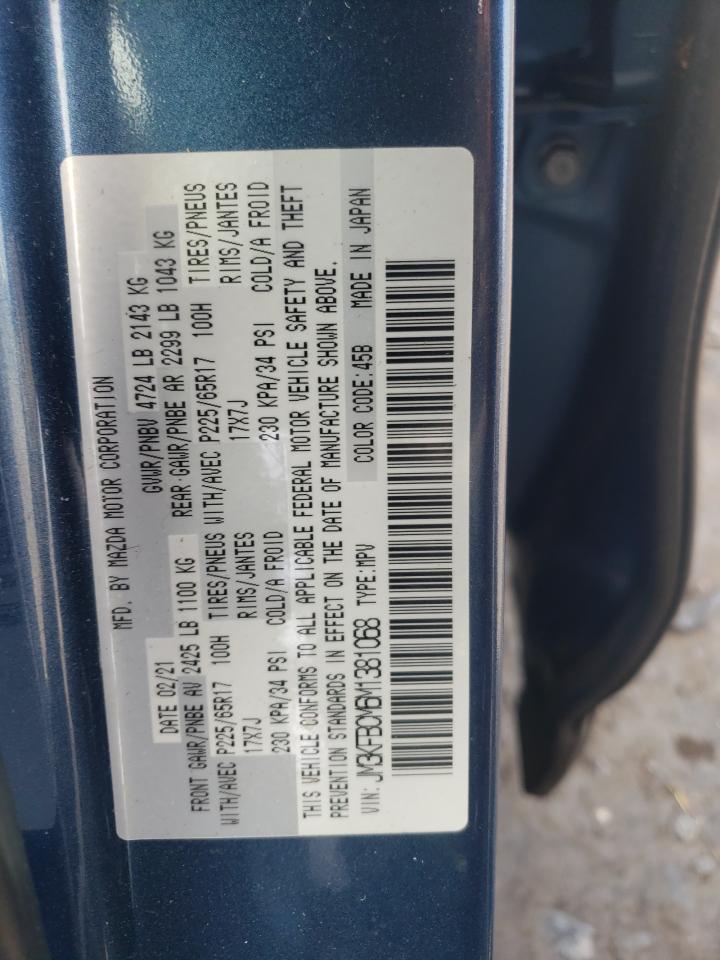 MFD. BY MAZDA MOTOR CORPORATION
DATE 02/21 GVWR/PNBV 4724 LB 2143 KG
FRONT GAWR/PNBE AV 2425 LB 1100 KG REAR GAWR/PNBE AR 2299 LB 1043 KG
WITH/AVEC P225/65R17 100H TIRES/PNEUS WITH/AVEC P225/65R17 100H TIRES/PNEUS
17X7J RIMS/JANTES 17X7J RIMS/JANTES
230 KPA/34 PSI COLD/A FROID 230 KPA/34 PSI COLD/A FROID
THIS VEHICLE CONFORMS TO ALL APPLICABLE FEDERAL MOTOR VEHICLE SAFETY AND THEFT
PREVENTION STANDARDS IN EFFECT ON THE DATE OF MANUFACTURE SHOWN ABOVE.
VIN: JM3KFBCM6M1381068 TYPE:MPV COLOR CODE:45B MADE IN JAPAN